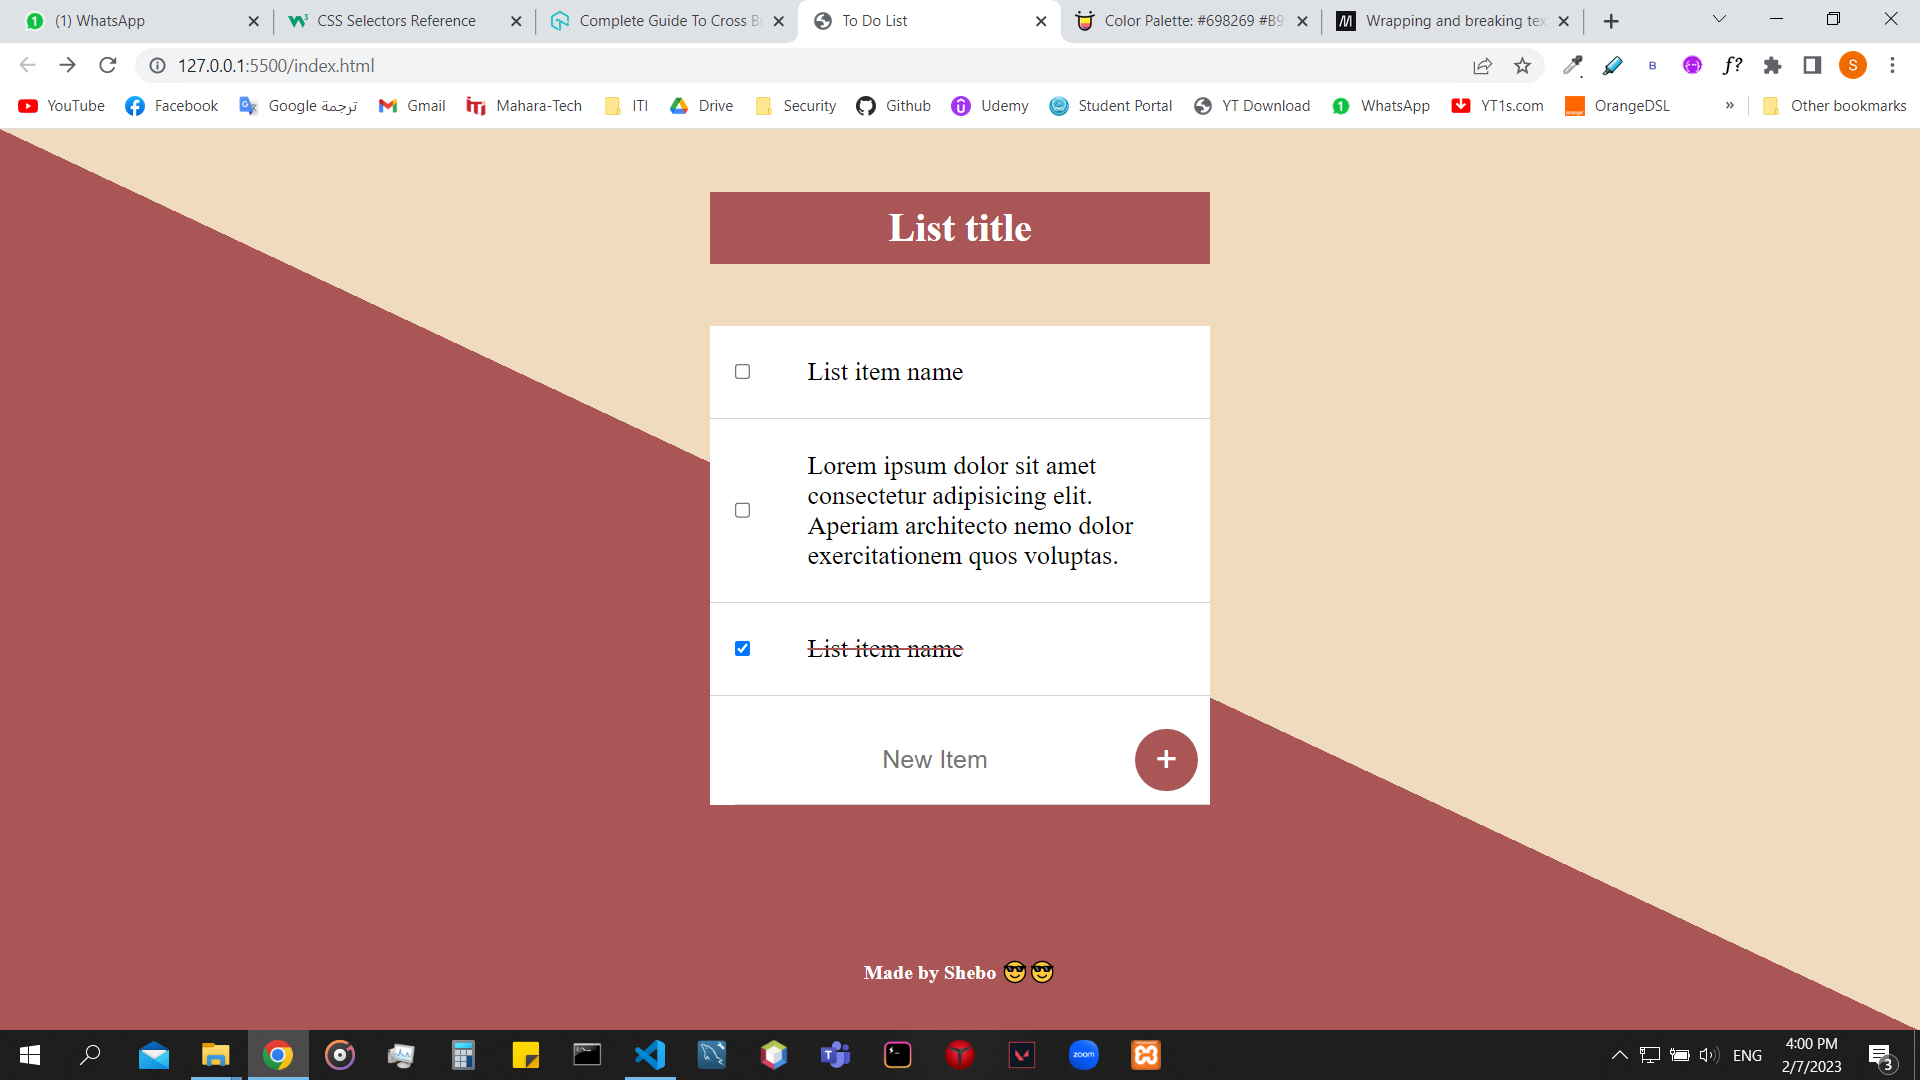 (1) WhatsApp
CSS Selectors Reference
Complete Guide To Cross B
To Do List
Color Palette: #698269 #B9
Wrapping and breaking tex
127.0.0.1:5500/index.html
B
f?
S
YouTube
Facebook
Google ترجمة
Gmail
Mahara-Tech
ITI
Drive
Security
Github
Udemy
Student Portal
YT Download
WhatsApp
YT1s.com
OrangeDSL
»
Other bookmarks
List title
List item name
Lorem ipsum dolor sit amet
consectetur adipisicing elit.
Aperiam architecto nemo dolor
exercitationem quos voluptas.
List item name
New Item
+
Made by Shebo 😎😎
zoom
ENG
4:00 PM
2/7/2023
3